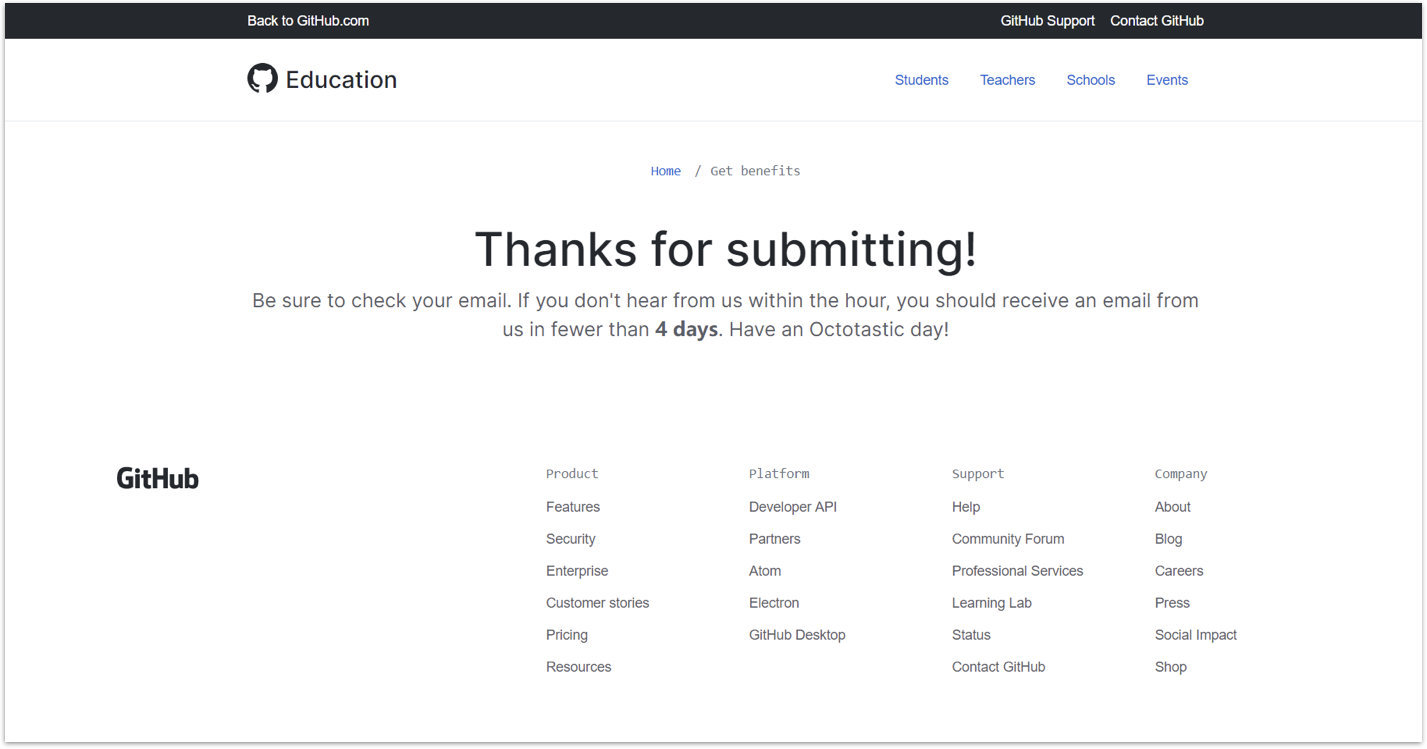 Back to GitHub.com GitHub Support Contact GitHub
Education Students Teachers Schools Events
Home / Get benefits
Thanks for submitting!
Be sure to check your email. If you don't hear from us within the hour, you should receive an email from
us in fewer than 4 days. Have an Octotastic day!
GitHub
Product
Features
Security
Enterprise
Customer stories
Pricing
Resources
Platform
Developer API
Partners
Atom
Electron
GitHub Desktop
Support
Help
Community Forum
Professional Services
Learning Lab
Status
Contact GitHub
Company
About
Blog
Careers
Press
Social Impact
Shop